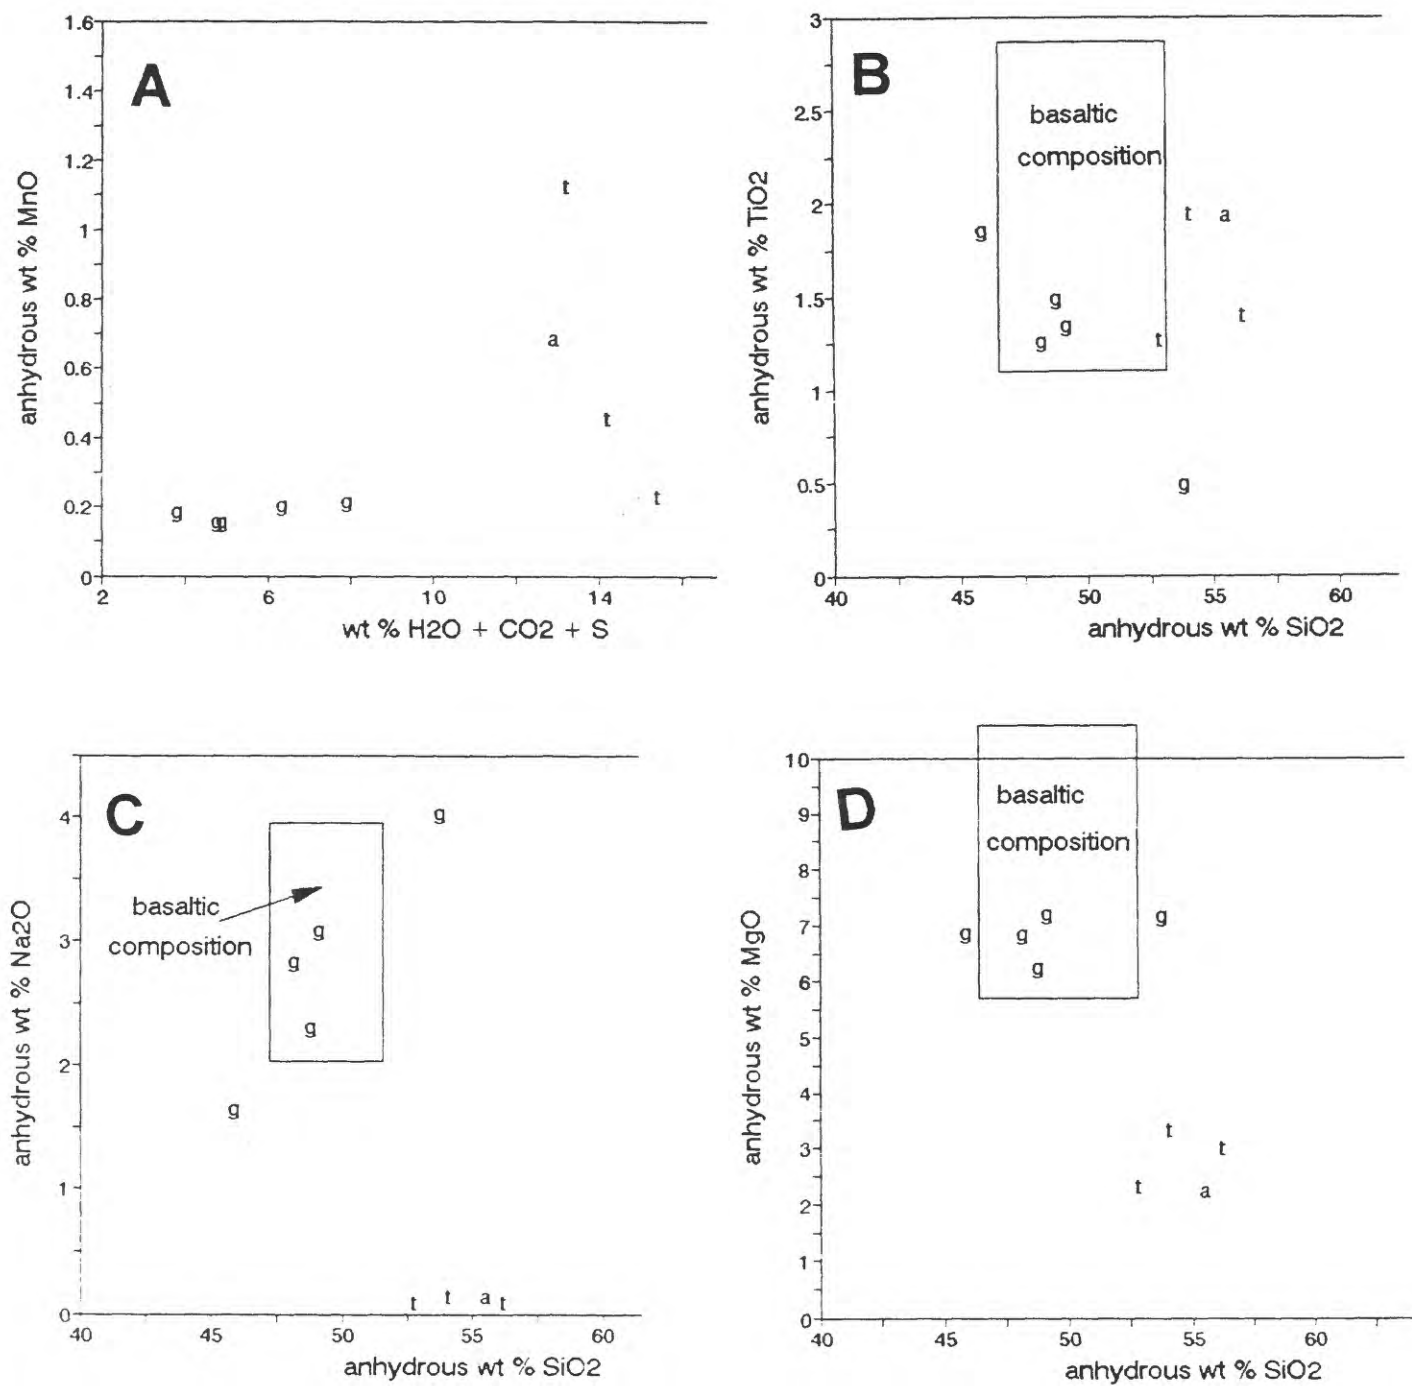 A
anhydrous wt % MnO
1.6
1.4
1.2
1
0.8
0.6
0.4
0.2
0
t
a
t
t
g
g
g
g
g
2
6
10
14
wt % H2O + CO2 + S
B
anhydrous wt % TiO2
3
2.5
2
1.5
1
0.5
0
basaltic
composition
t
a
g
g
t
g
g
t
g
40
45
50
55
60
anhydrous wt % SiO2
C
anhydrous wt % Na2O
4
3
2
1
0
g
basaltic
composition
g
g
g
g
t
t
a
t
40
45
50
55
60
anhydrous wt % SiO2
D
anhydrous wt % MgO
10
9
8
7
6
5
4
3
2
1
0
basaltic
composition
g
g
g
g
g
t
t
t
a
40
45
50
55
60
anhydrous wt % SiO2